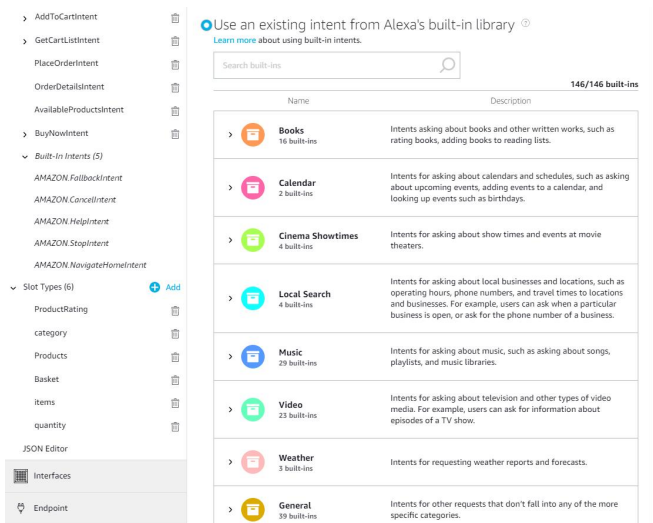 AddToCartIntent
GetCartListIntent
PlaceOrderIntent
OrderDetailsIntent
AvailableProductsIntent
BuyNowIntent
Built-In Intents (5)
AMAZON.FallbackIntent
AMAZON.CancelIntent
AMAZON.HelpIntent
AMAZON.StopIntent
AMAZON.NavigateHomeIntent
Slot Types (6) Add
ProductRating
category
Products
Basket
items
quantity
JSON Editor
Interfaces
Endpoint
Use an existing intent from Alexa's built-in library ?
Learn more about using built-in intents.
Search built-ins
146/146 built-ins
Name Description
Books
16 built-ins
Intents asking about books and other written works, such as
rating books, adding books to reading lists.
Calendar
2 built-ins
Intents for asking about calendars and schedules, such as asking
about upcoming events, adding events to a calendar, and
looking up events such as birthdays.
Cinema Showtimes
4 built-ins
Intents for asking about show times and events at movie
theaters.
Local Search
4 built-ins
Intents for asking about local businesses and locations, such as
operating hours, phone numbers, and travel times to locations
and businesses. For example, users can ask when a particular
business is open, or ask for the phone number of a business.
Music
29 built-ins
Intents for asking about music, such as asking about songs,
playlists, and music libraries.
Video
23 built-ins
Intents for asking about television and other types of video
media. For example, users can ask for information about
episodes of a TV show.
Weather
3 built-ins
Intents for requesting weather reports and forecasts.
General
39 built-ins
Intents for other requests that don't fall into any of the more
specific categories.